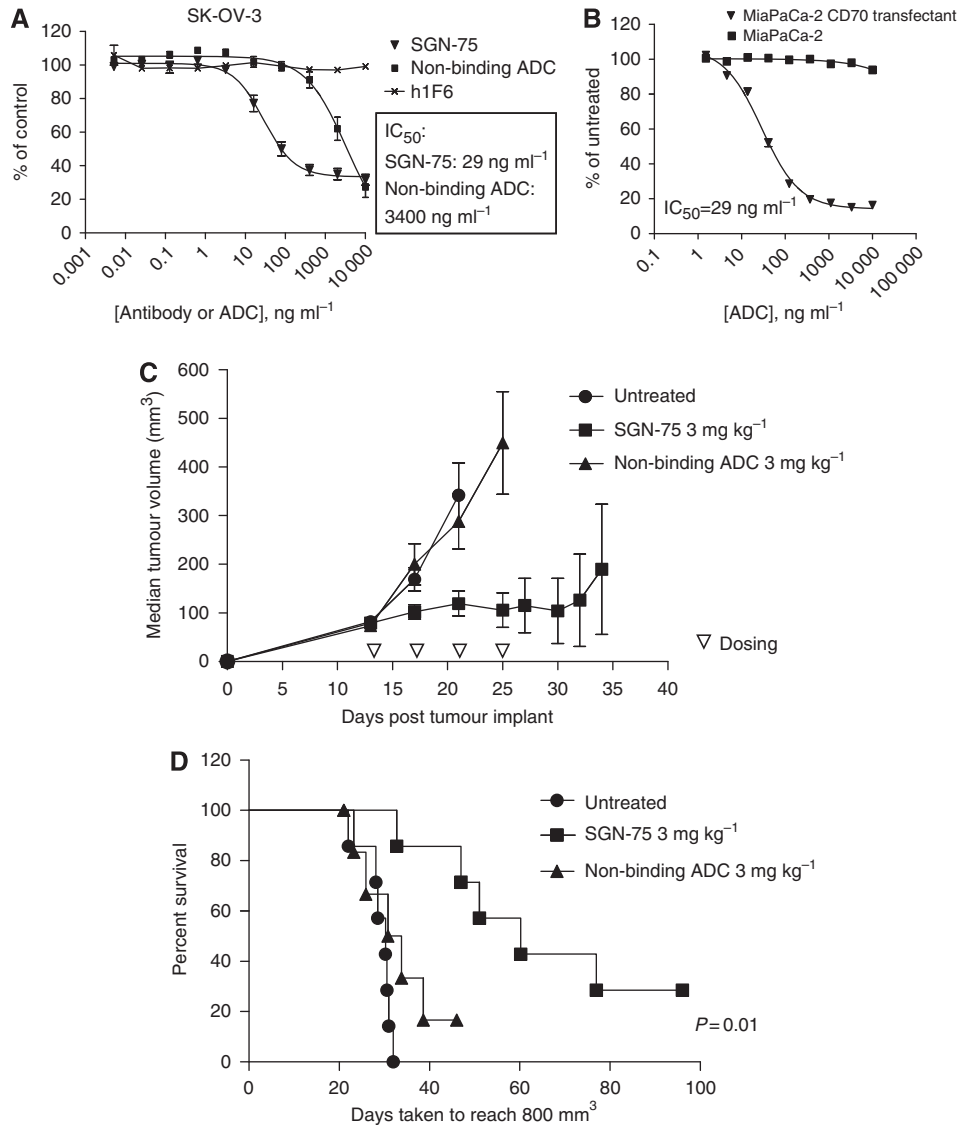 A
SK-OV-3
120
100
80
60
40
20
0
% of control
0.001
0.01
0.1
1
10
100
1000
10 000
[Antibody or ADC], ng ml⁻¹
SGN-75
Non-binding ADC
h1F6
IC₅₀:
SGN-75: 29 ng ml⁻¹
Non-binding ADC:
3400 ng ml⁻¹
B
MiaPaCa-2 CD70 transfectant
MiaPaCa-2
120
100
80
60
40
20
0
% of untreated
IC₅₀=29 ng ml⁻¹
0.1
1
10
100
1000
10 000
100 000
[ADC], ng ml⁻¹
C
600
500
400
300
200
100
0
Median tumour volume (mm³)
0
5
10
15
20
25
30
35
40
Days post tumour implant
Untreated
SGN-75 3 mg kg⁻¹
Non-binding ADC 3 mg kg⁻¹
Dosing
D
120
100
80
60
40
20
0
Percent survival
0
20
40
60
80
100
Days taken to reach 800 mm³
Untreated
SGN-75 3 mg kg⁻¹
Non-binding ADC 3 mg kg⁻¹
P=0.01